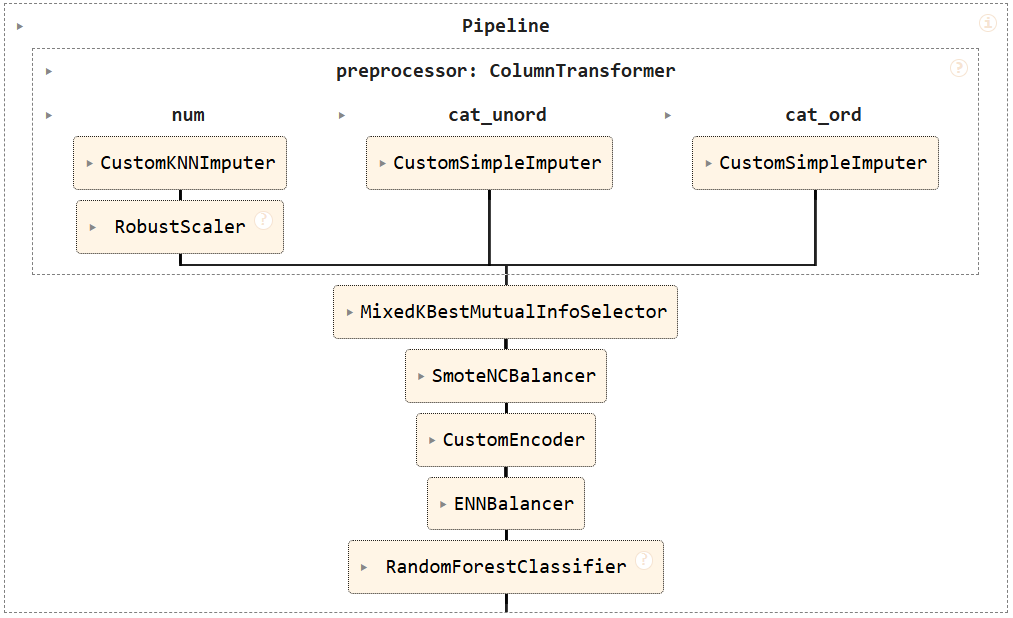 Pipeline
i
preprocessor: ColumnTransformer
?
num
cat_unord
cat_ord
CustomKNNImputer
CustomSimpleImputer
CustomSimpleImputer
RobustScaler
?
MixedKBestMutualInfoSelector
SmoteNCBalancer
CustomEncoder
ENNBalancer
RandomForestClassifier
?